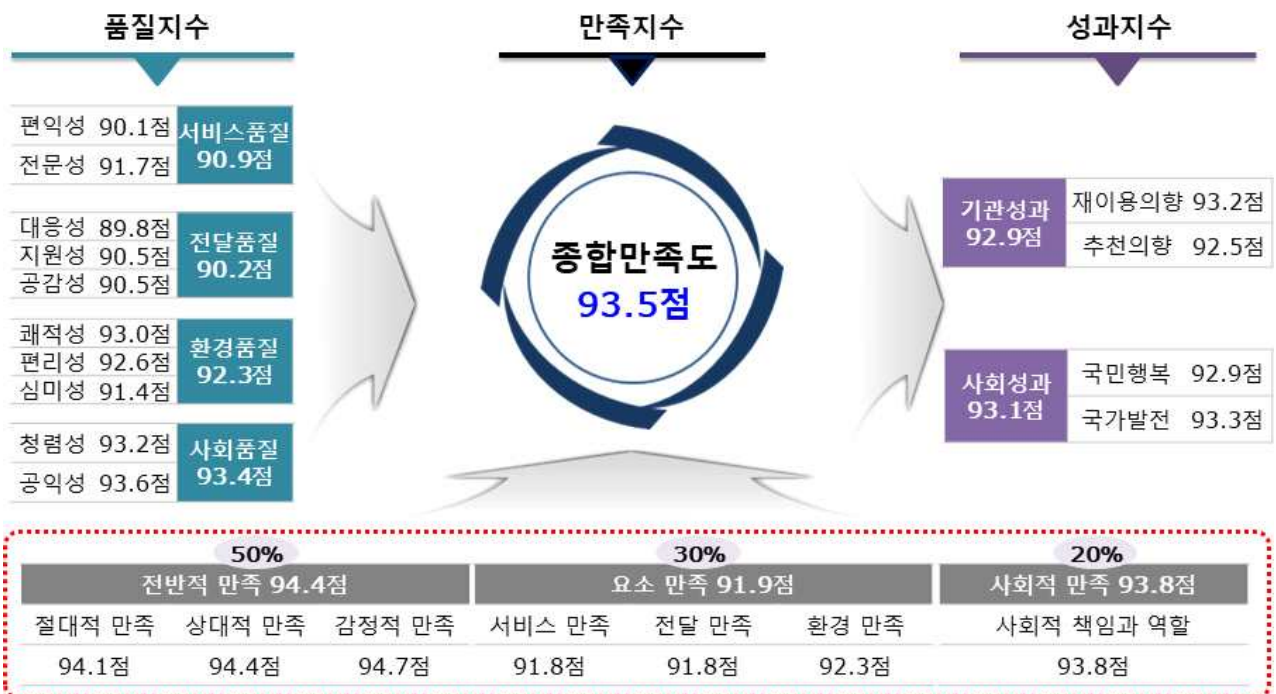 품질지수
만족지수
성과지수
편익성 90.1점
전문성 91.7점
서비스품질
90.9점
대응성 89.8점
지원성 90.5점
공감성 90.5점
전달품질
90.2점
쾌적성 93.0점
편리성 92.6점
심미성 91.4점
환경품질
92.3점
청렴성 93.2점
공익성 93.6점
사회품질
93.4점
종합만족도
93.5점
기관성과
92.9점
재이용의향 93.2점
추천의향 92.5점
사회성과
93.1점
국민행복 92.9점
국가발전 93.3점
50% 30% 20%
전반적 만족 94.4점 요소 만족 91.9점 사회적 만족 93.8점
절대적 만족 상대적 만족 감정적 만족 서비스 만족 전달 만족 환경 만족 사회적 책임과 역할
94.1점 94.4점 94.7점 91.8점 91.8점 92.3점 93.8점